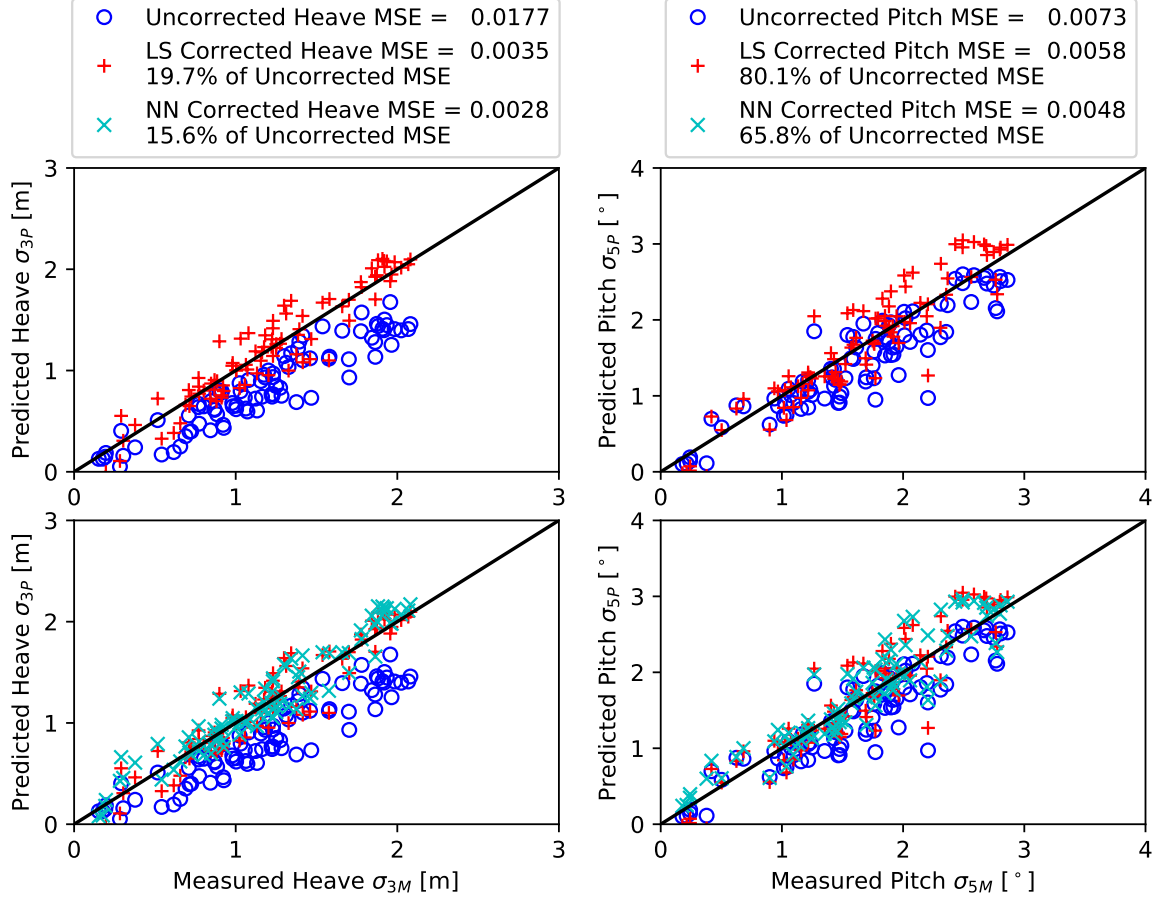 Uncorrected Heave MSE = 0.0177
LS Corrected Heave MSE = 0.0035
19.7% of Uncorrected MSE
NN Corrected Heave MSE = 0.0028
15.6% of Uncorrected MSE
Uncorrected Pitch MSE = 0.0073
LS Corrected Pitch MSE = 0.0058
80.1% of Uncorrected MSE
NN Corrected Pitch MSE = 0.0048
65.8% of Uncorrected MSE
Predicted Heave σ3P [m]
3
2
1
0
0 1 2 3
Predicted Pitch σ5P [°]
4
3
2
1
0
0 1 2 3 4
Predicted Heave σ3P [m]
3
2
1
0
0 1 2 3
Measured Heave σ3M [m]
Predicted Pitch σ5P [°]
4
3
2
1
0
0 1 2 3 4
Measured Pitch σ5M [°]